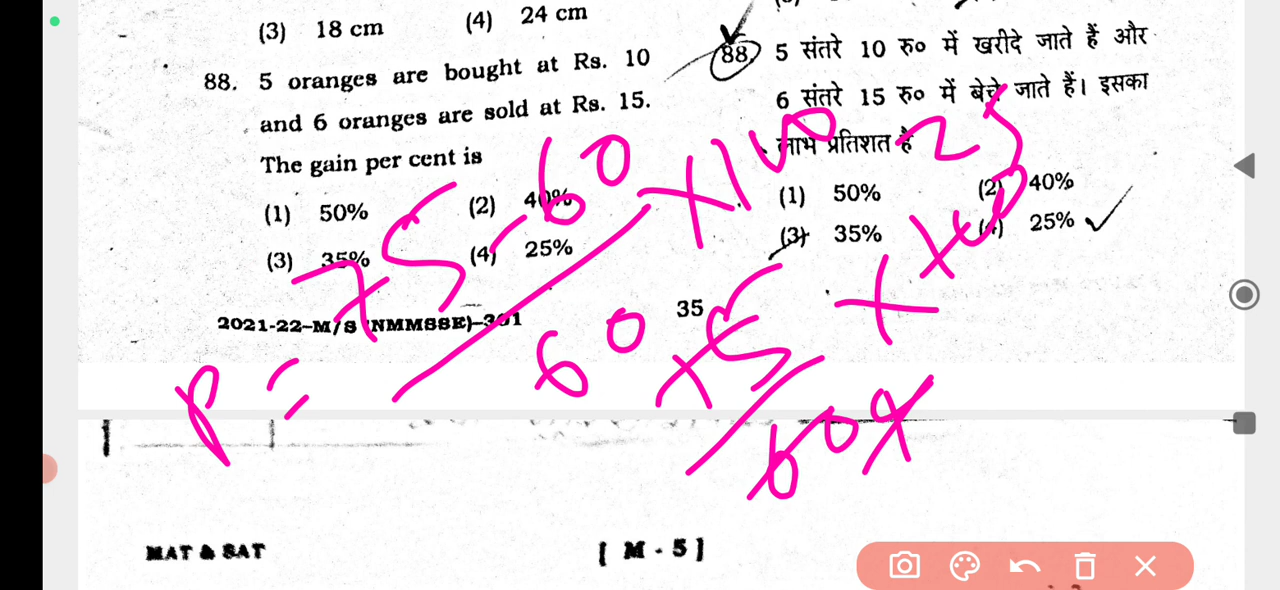 (3) 18 cm (4) 24 cm
88. 5 oranges are bought at Rs. 10
and 6 oranges are sold at Rs. 15.
The gain per cent is
(1) 50% (2) 40%
(3) 35% (4) 25%
2021-22-M/S (NMMSSE)-301
35
88. 5 संतरे 10 रु० में खरीदे जाते हैं और
6 संतरे 15 रु० में बेचे जाते हैं। इसका
लाभ प्रतिशत है
(1) 50% (2) 40%
(3) 35% (4) 25%
P = 75-60
60
×100
25
MAT & SAT [ M - 5 ]